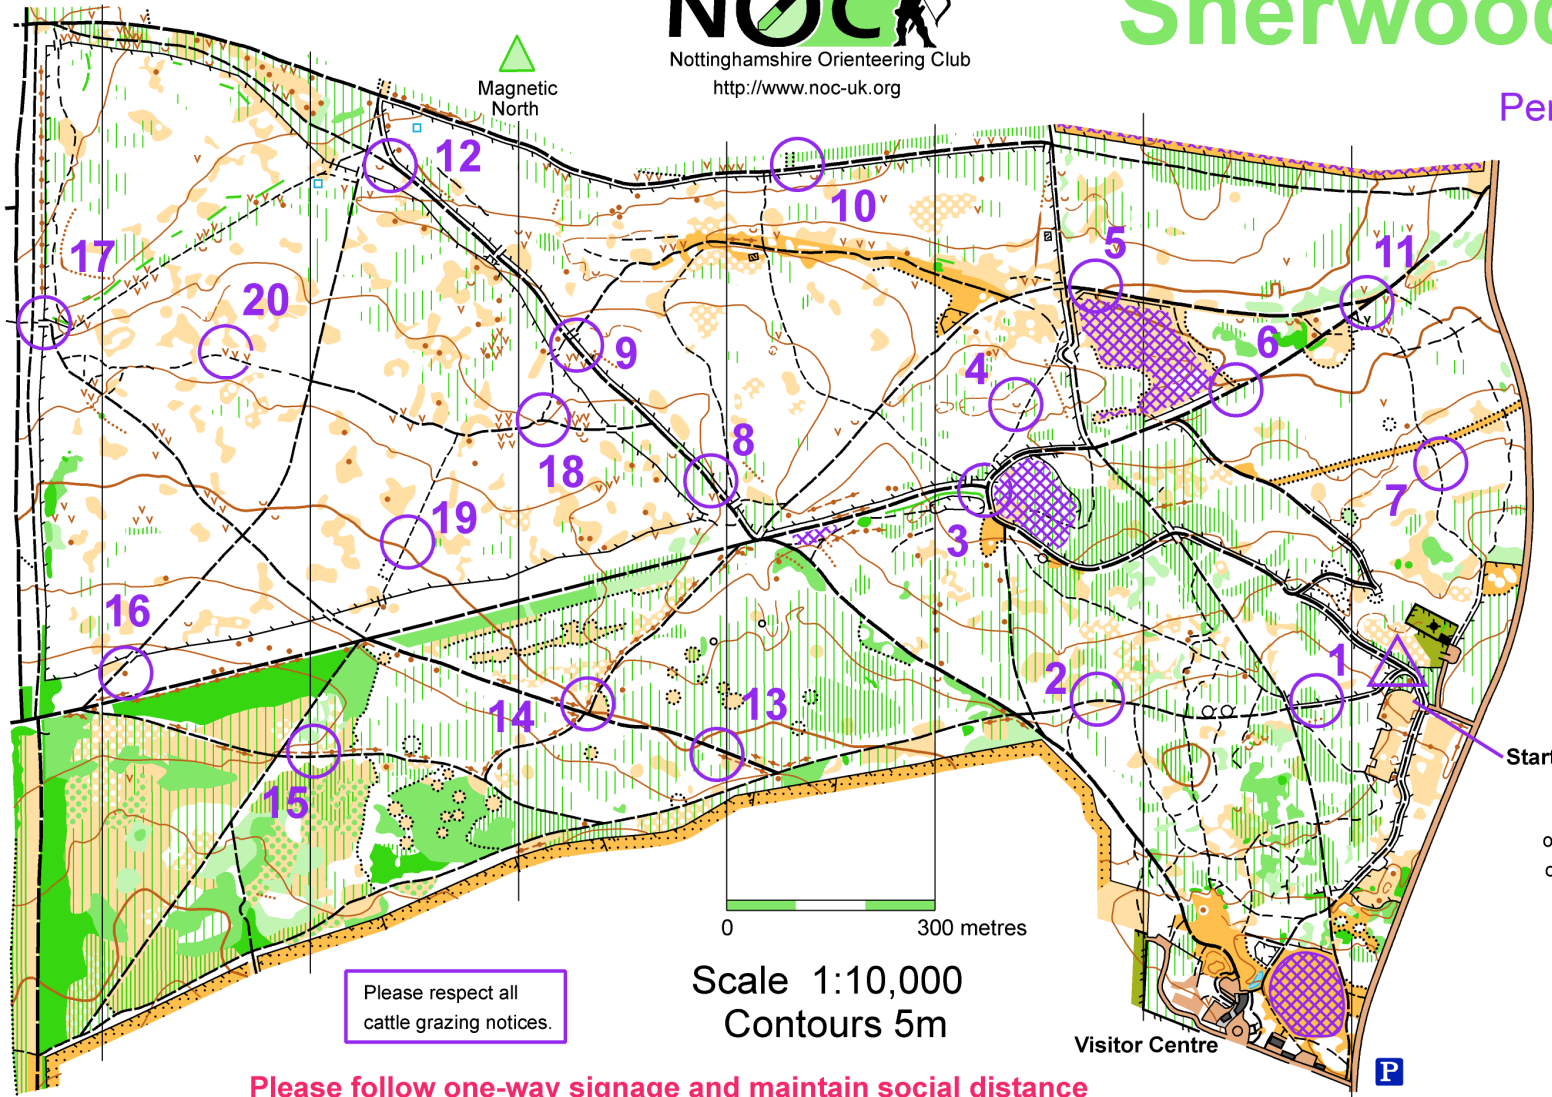 NOC
Sherwood
Nottinghamshire Orienteering Club
http://www.noc-uk.org
Magnetic
North
Per
12
10
5
11
17
20
6
9
4
8
18
7
19
3
16
1
2
13
14
Start
15
0 300 metres
Scale 1:10,000
Contours 5m
Please respect all
cattle grazing notices.
Visitor Centre
P
Please follow one-way signage and maintain social distance